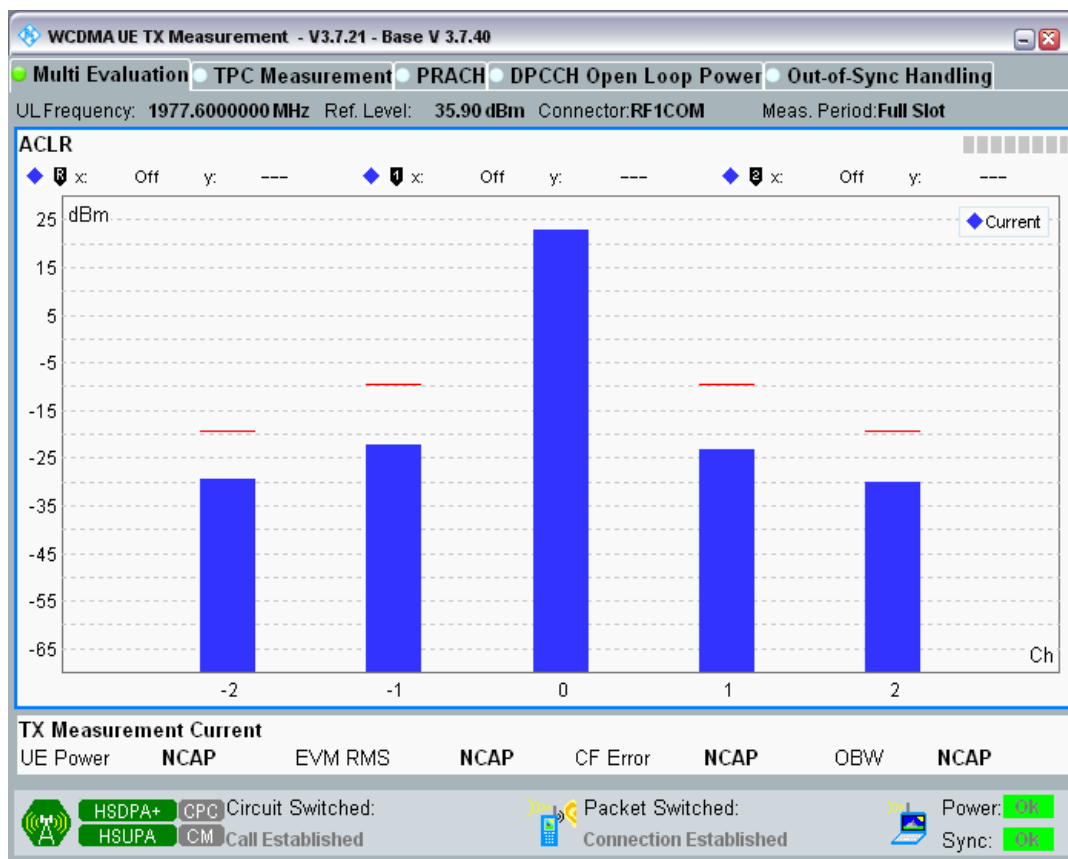 WCDMA UE TX Measurement - V3.7.21 - Base V 3.7.40
Multi Evaluation TPC Measurement PRACH DPCCH Open Loop Power Out-of-Sync Handling
UL Frequency: 1977.6000000 MHz Ref. Level: 35.90 dBm Connector:RF1COM Meas. Period:Full Slot
ACLR
R x: Off y: --- 1 x: Off y: --- 2 x: Off y: ---
dBm
Current
25
15
5
-5
-15
-25
-35
-45
-55
-65
Ch
-2 -1 0 1 2
TX Measurement Current
UE Power NCAP EVM RMS NCAP CF Error NCAP OBW NCAP
HSDPA+ CPC Circuit Switched: Packet Switched: Power: Ok
HSUPA CM Call Established Connection Established Sync: Ok